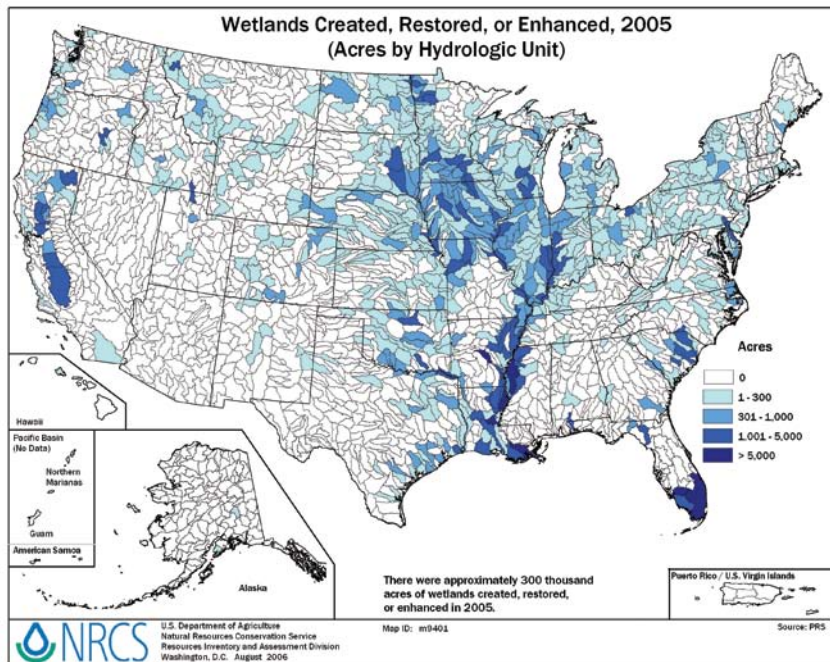 Wetlands Created, Restored, or Enhanced, 2005
(Acres by Hydrologic Unit)
Acres
0
1 - 300
301 - 1,000
1,001 - 5,000
> 5,000
Hawaii
Pacific Basin
(No Data)
Northern
Marianas
Guam
American Samoa
Alaska
There were approximately 300 thousand
acres of wetlands created, restored,
or enhanced in 2005.
Puerto Rico / U.S. Virgin Islands
NRCS
U.S. Department of Agriculture
Natural Resources Conservation Service
Resources Inventory and Assessment Division
Washington, D.C. August 2006
Map ID: m9401
Source: PRS